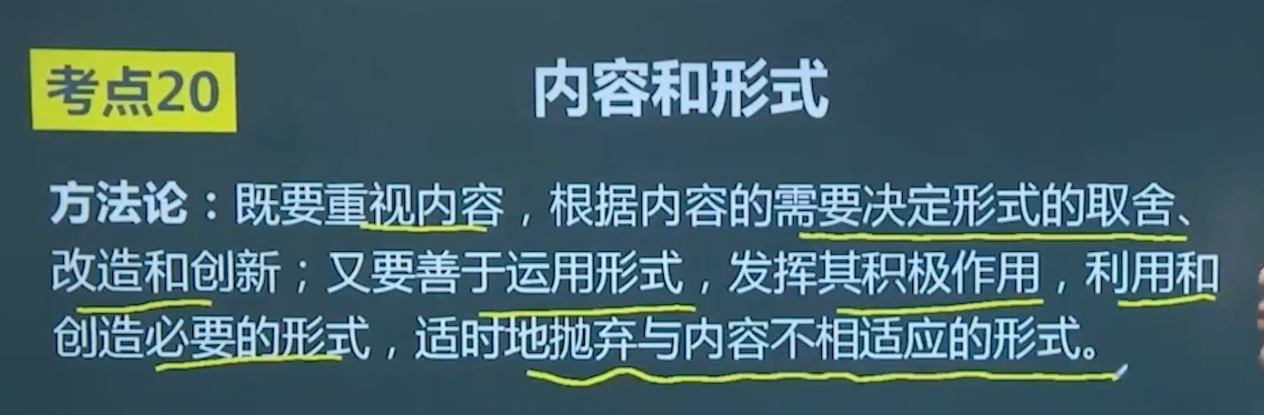 考点20
内容和形式
方法论：既要重视内容，根据内容的需要决定形式的取舍、
改造和创新；又要善于运用形式，发挥其积极作用，利用和
创造必要的形式，适时地抛弃与内容不相适应的形式。